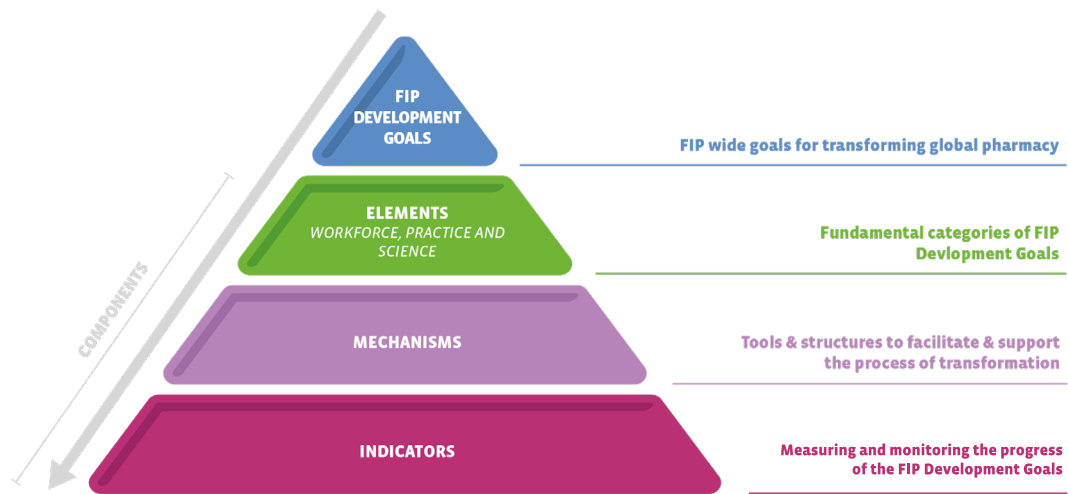 FIP
DEVELOPMENT
GOALS
FIP wide goals for transforming global pharmacy
ELEMENTS
WORKFORCE, PRACTICE AND
SCIENCE
Fundamental categories of FIP
Devlopment Goals
COMPONENTS
MECHANISMS
Tools & structures to facilitate & support
the process of transformation
INDICATORS
Measuring and monitoring the progress
of the FIP Development Goals